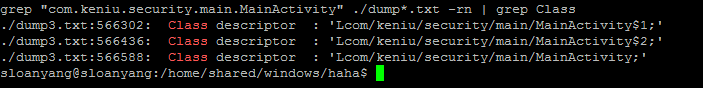 grep "com.keniu.security.main.MainActivity" ./dump*.txt -rn | grep Class
./dump3.txt:566302:  Class descriptor  : 'Lcom/keniu/security/main/MainActivity$1;'
./dump3.txt:566436:  Class descriptor  : 'Lcom/keniu/security/main/MainActivity$2;'
./dump3.txt:566588:  Class descriptor  : 'Lcom/keniu/security/main/MainActivity;'
sloanyang@sloanyang:/home/shared/windows/haha$